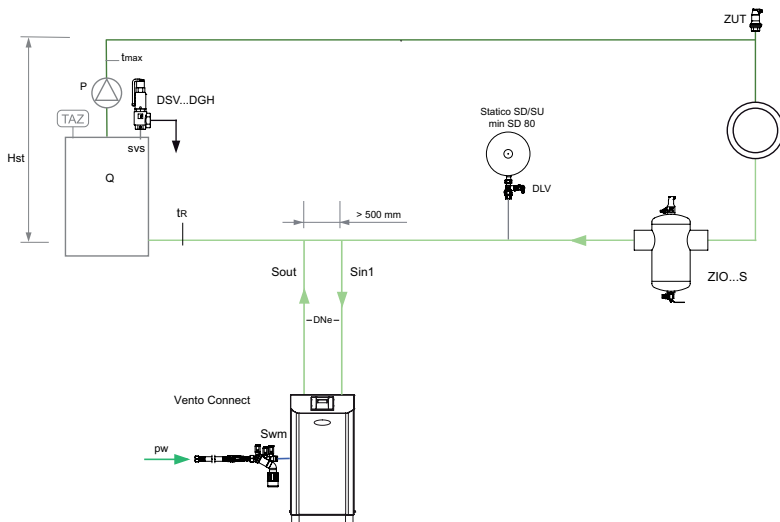 ZUT
tmax
P
DSV...DGH
Statico SD/SU
min SD 80
TAZ
svs
Hst
Q
DLV
tR
> 500 mm
Sout
Sin1
ZIO...S
DNe
Vento Connect
Swm
pw